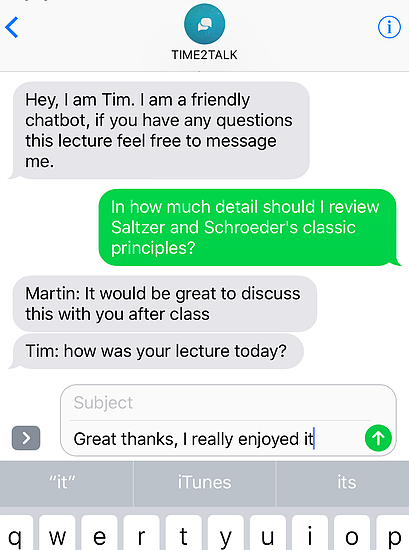 TIME2TALK
Hey, I am Tim. I am a friendly
chatbot, if you have any questions
this lecture feel free to message
me.
In how much detail should I review
Saltzer and Schroeder's classic
principles?
Martin: It would be great to discuss
this with you after class
Tim: how was your lecture today?
Subject
Great thanks, I really enjoyed it
“it” iTunes its
q w e r t y u i o p